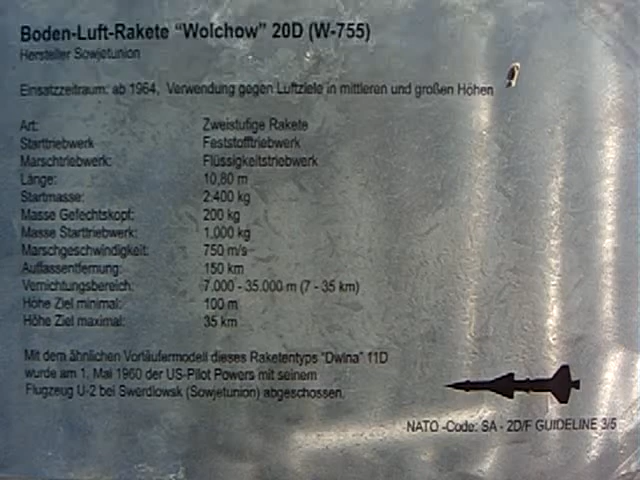 Boden-Luft-Rakete "Wolchow" 20D (W-755)
Hersteller Sowjetunion
Einsatzzeitraum: ab 1964, Verwendung gegen Luftziele in mittleren und großen Höhen
Art: Zweistufige Rakete
Starttriebwerk Feststofftriebwerk
Marschtriebwerk: Flüssigkeitstriebwerk
Länge: 10,80 m
Startmasse: 2.400 kg
Masse Gefechtskopf: 200 kg
Masse Starttriebwerk: 1.000 kg
Marschgeschwindigkeit: 750 m/s
Auffassentfernung: 150 km
Vernichtungsbereich: 7.000 - 35.000 m (7 - 35 km)
Höhe Ziel minimal: 100 m
Höhe Ziel maximal: 35 km
Mit dem ähnlichen Vorläufermodell dieses Raketentyps "Dwina" 11D
wurde am 1. Mai 1960 der US-Pilot Powers mit seinem
Flugzeug U-2 bei Swerdlowsk (Sowjetunion) abgeschossen.
NATO -Code: SA - 2D/F GUIDELINE 3/5